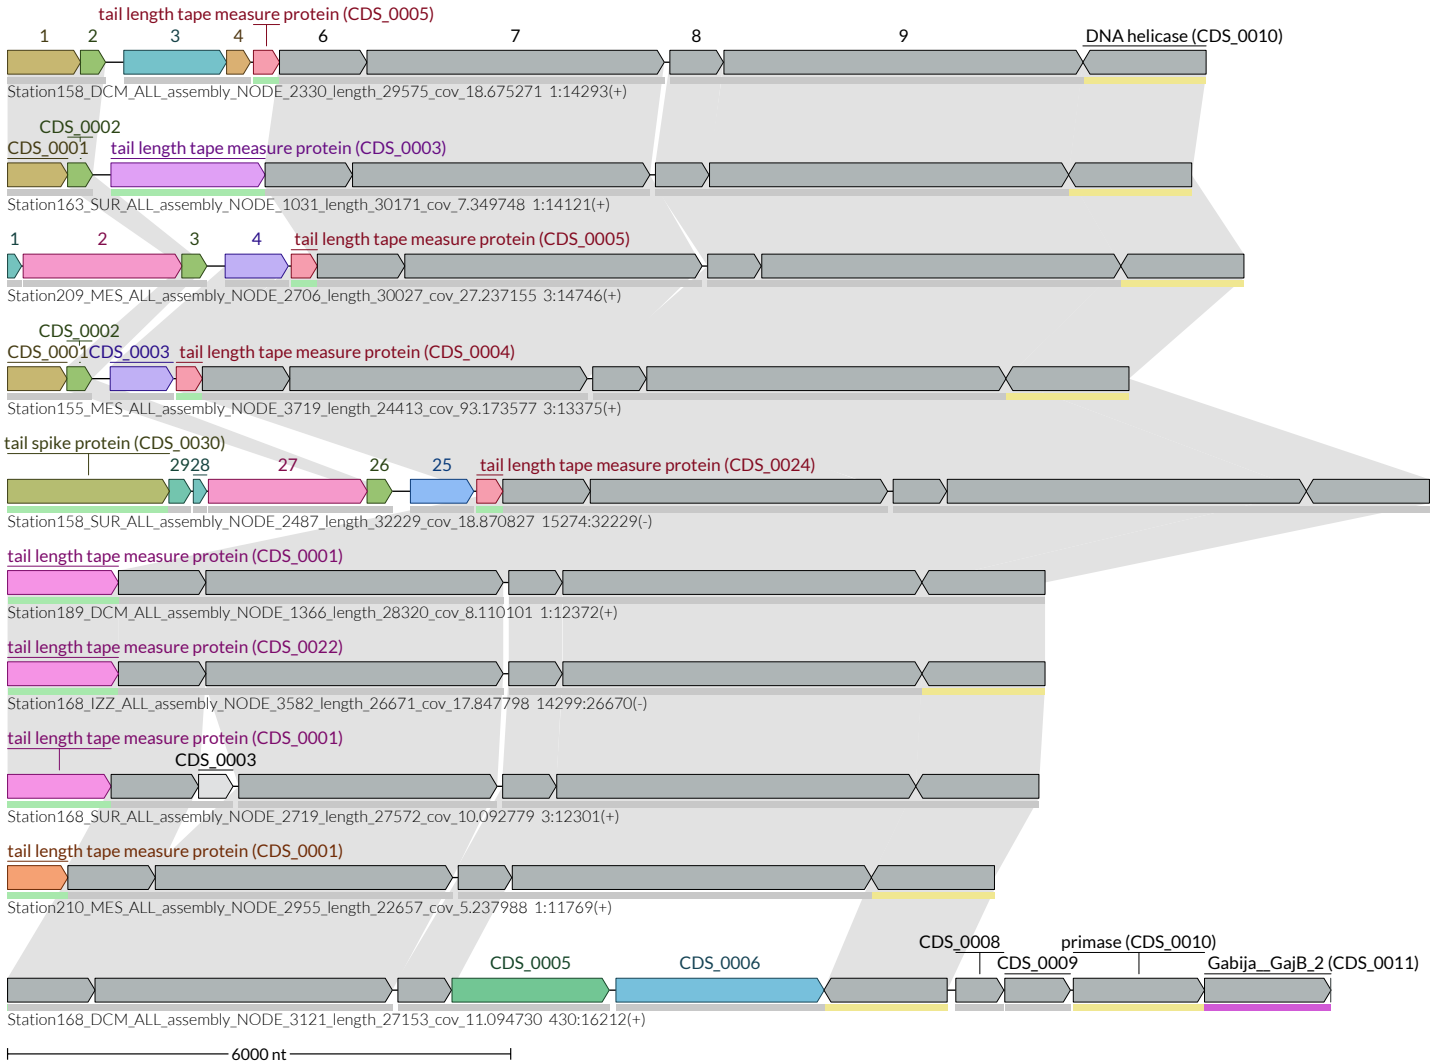 tail length tape measure protein (CDS_0005)
1 2 3 4 6 7 8 9 DNA helicase (CDS_0010)
Station158_DCM_ALL_assembly_NODE_2330_length_29575_cov_18.675271 1:14293(+)
CDS_0002
CDS_0001 tail length tape measure protein (CDS_0003)
Station163_SUR_ALL_assembly_NODE_1031_length_30171_cov_7.349748 1:14121(+)
1 2 3 4 tail length tape measure protein (CDS_0005)
Station209_MES_ALL_assembly_NODE_2706_length_30027_cov_27.237155 3:14746(+)
CDS_0002
CDS_0001 CDS_0003 tail length tape measure protein (CDS_0004)
Station155_MES_ALL_assembly_NODE_3719_length_24413_cov_93.173577 3:13375(+)
tail spike protein (CDS_0030)
29 28 27 26 25 tail length tape measure protein (CDS_0024)
Station158_SUR_ALL_assembly_NODE_2487_length_32229_cov_18.870827 15274:32229(-)
tail length tape measure protein (CDS_0001)
Station189_DCM_ALL_assembly_NODE_1366_length_28320_cov_8.110101 1:12372(+)
tail length tape measure protein (CDS_0022)
Station168_IZZ_ALL_assembly_NODE_3582_length_26671_cov_17.847798 14299:26670(-)
tail length tape measure protein (CDS_0001)
CDS_0003
Station168_SUR_ALL_assembly_NODE_2719_length_27572_cov_10.092779 3:12301(+)
tail length tape measure protein (CDS_0001)
Station210_MES_ALL_assembly_NODE_2955_length_22657_cov_5.237988 1:11769(+)
CDS_0008 primase (CDS_0010)
CDS_0005 CDS_0006 CDS_0009 Gabija__GajB_2 (CDS_0011)
Station168_DCM_ALL_assembly_NODE_3121_length_27153_cov_11.094730 430:16212(+)
6000 nt